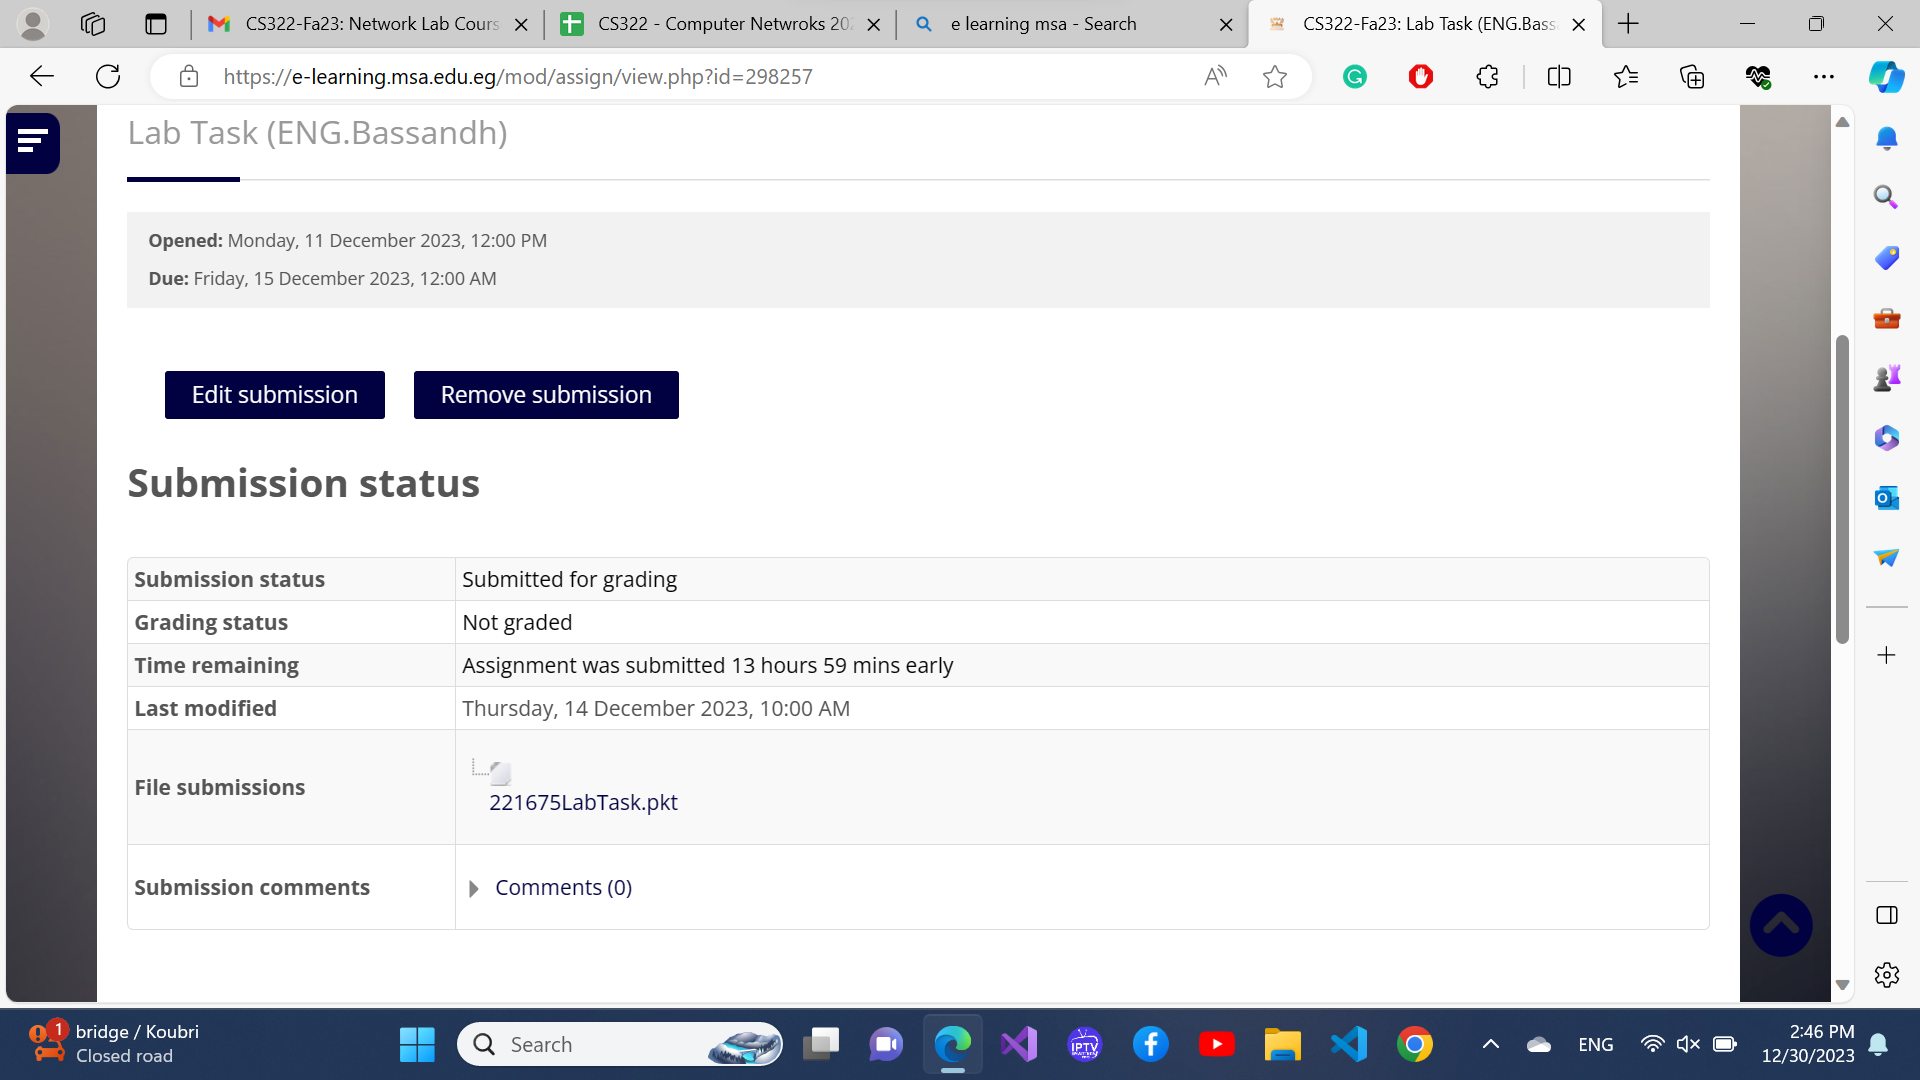 CS322-Fa23: Network Lab Cours
CS322 - Computer Netwroks 202
e learning msa - Search
CS322-Fa23: Lab Task (ENG.Bass
https://e-learning.msa.edu.eg/mod/assign/view.php?id=298257
Lab Task (ENG.Bassandh)
Opened: Monday, 11 December 2023, 12:00 PM
Due: Friday, 15 December 2023, 12:00 AM
Edit submission
Remove submission
Submission status
Submission status Submitted for grading
Grading status Not graded
Time remaining Assignment was submitted 13 hours 59 mins early
Last modified Thursday, 14 December 2023, 10:00 AM
File submissions 221675LabTask.pkt
Submission comments Comments (0)
1
bridge / Koubri
Closed road
Search
IPTV
ENG
2:46 PM
12/30/2023